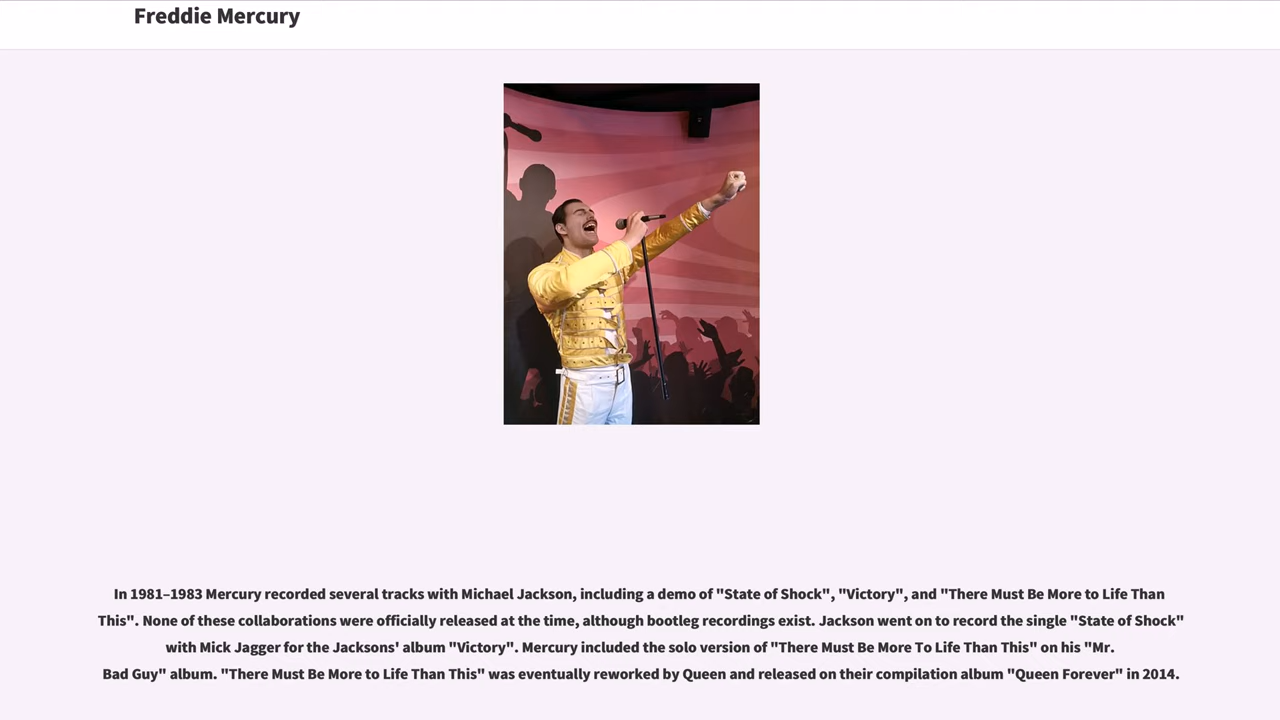 Freddie Mercury
In 1981–1983 Mercury recorded several tracks with Michael Jackson, including a demo of "State of Shock", "Victory", and "There Must Be More to Life Than
This". None of these collaborations were officially released at the time, although bootleg recordings exist. Jackson went on to record the single "State of Shock"
with Mick Jagger for the Jacksons' album "Victory". Mercury included the solo version of "There Must Be More To Life Than This" on his "Mr.
Bad Guy" album. "There Must Be More to Life Than This" was eventually reworked by Queen and released on their compilation album "Queen Forever" in 2014.